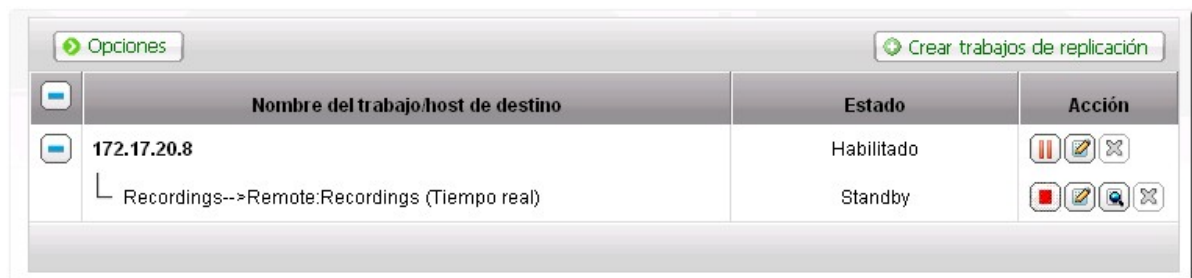 Opciones
Crear trabajos de replicación
Nombre del trabajo/host de destino Estado Acción
172.17.20.8 Habilitado
Recordings-->Remote:Recordings (Tiempo real) Standby